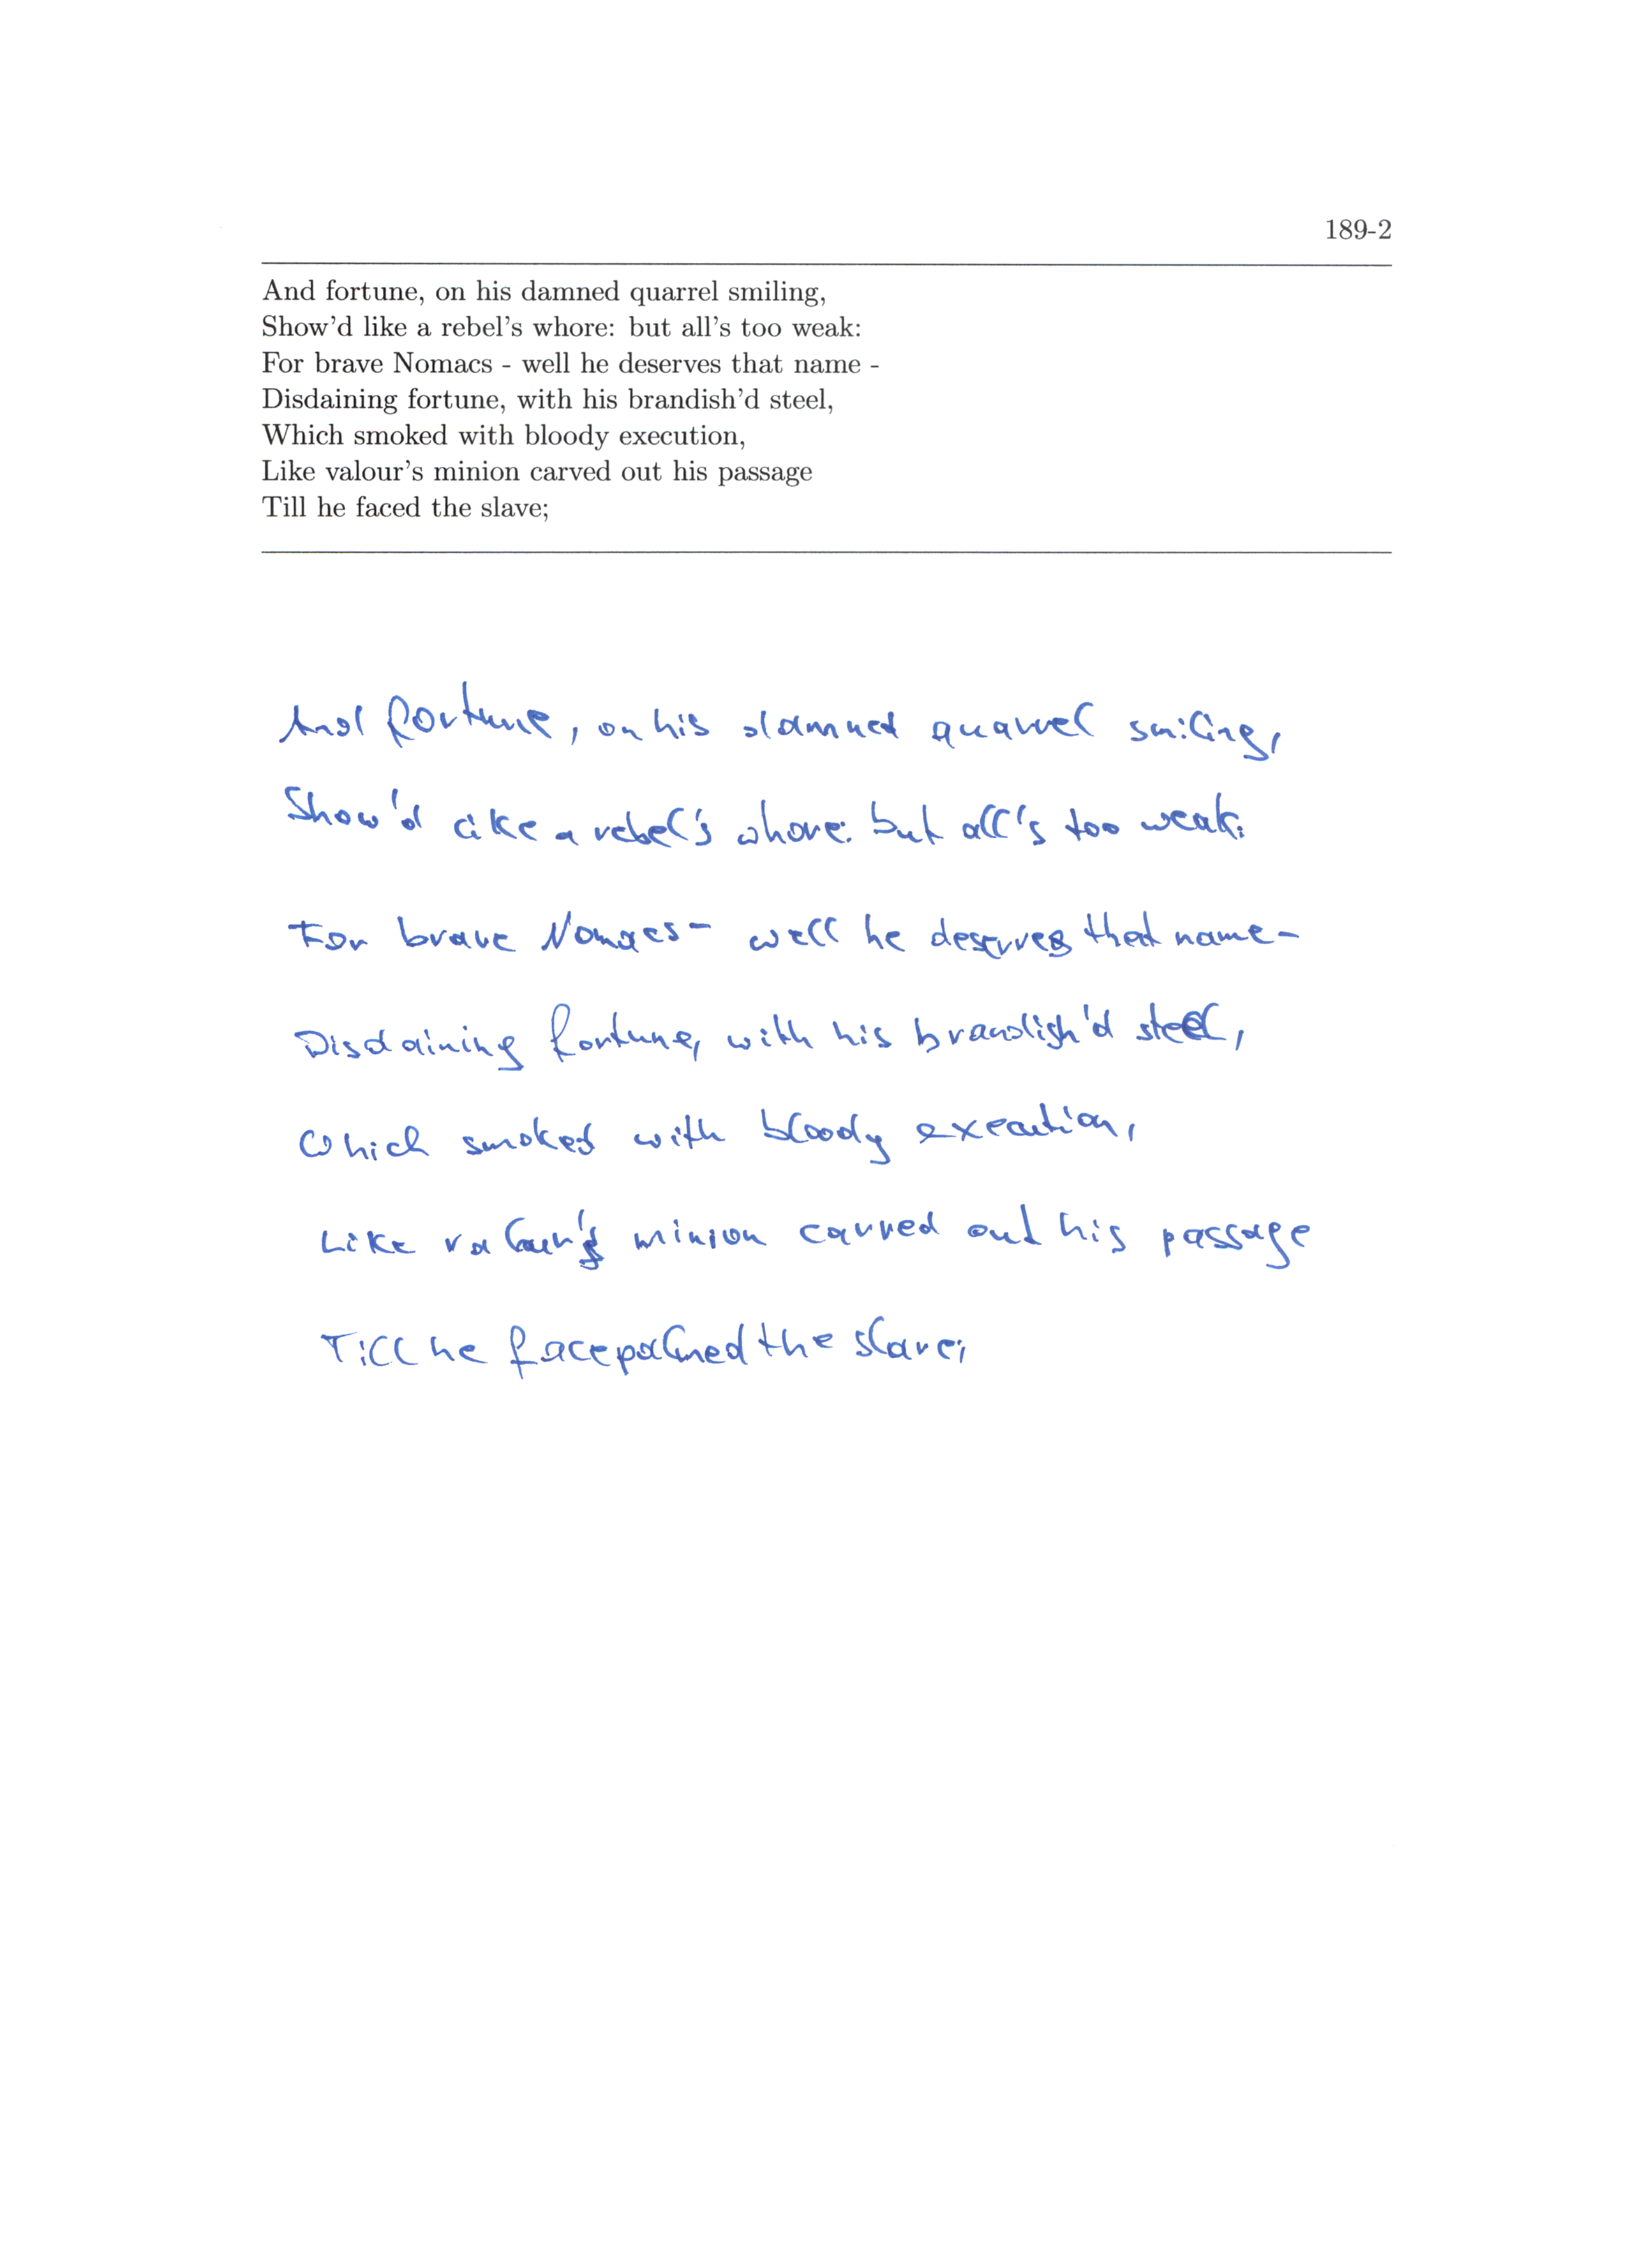 189-2
And fortune, on his damned quarrel smiling,
Show'd like a rebel's whore: but all's too weak:
For brave Nomacs - well he deserves that name -
Disdaining fortune, with his brandish'd steel,
Which smoked with bloody execution,
Like valour's minion carved out his passage
Till he faced the slave;
And fortune, on his damned quarrel smiling,
Show'd like a rebel's whore: but all's too weak:
For brave Nomacs - well he deserves that name -
Disdaining fortune, with his brandish'd steel,
Which smoked with bloody execution,
Like valour's minion carved out his passage
Till he facepalmed the slave;